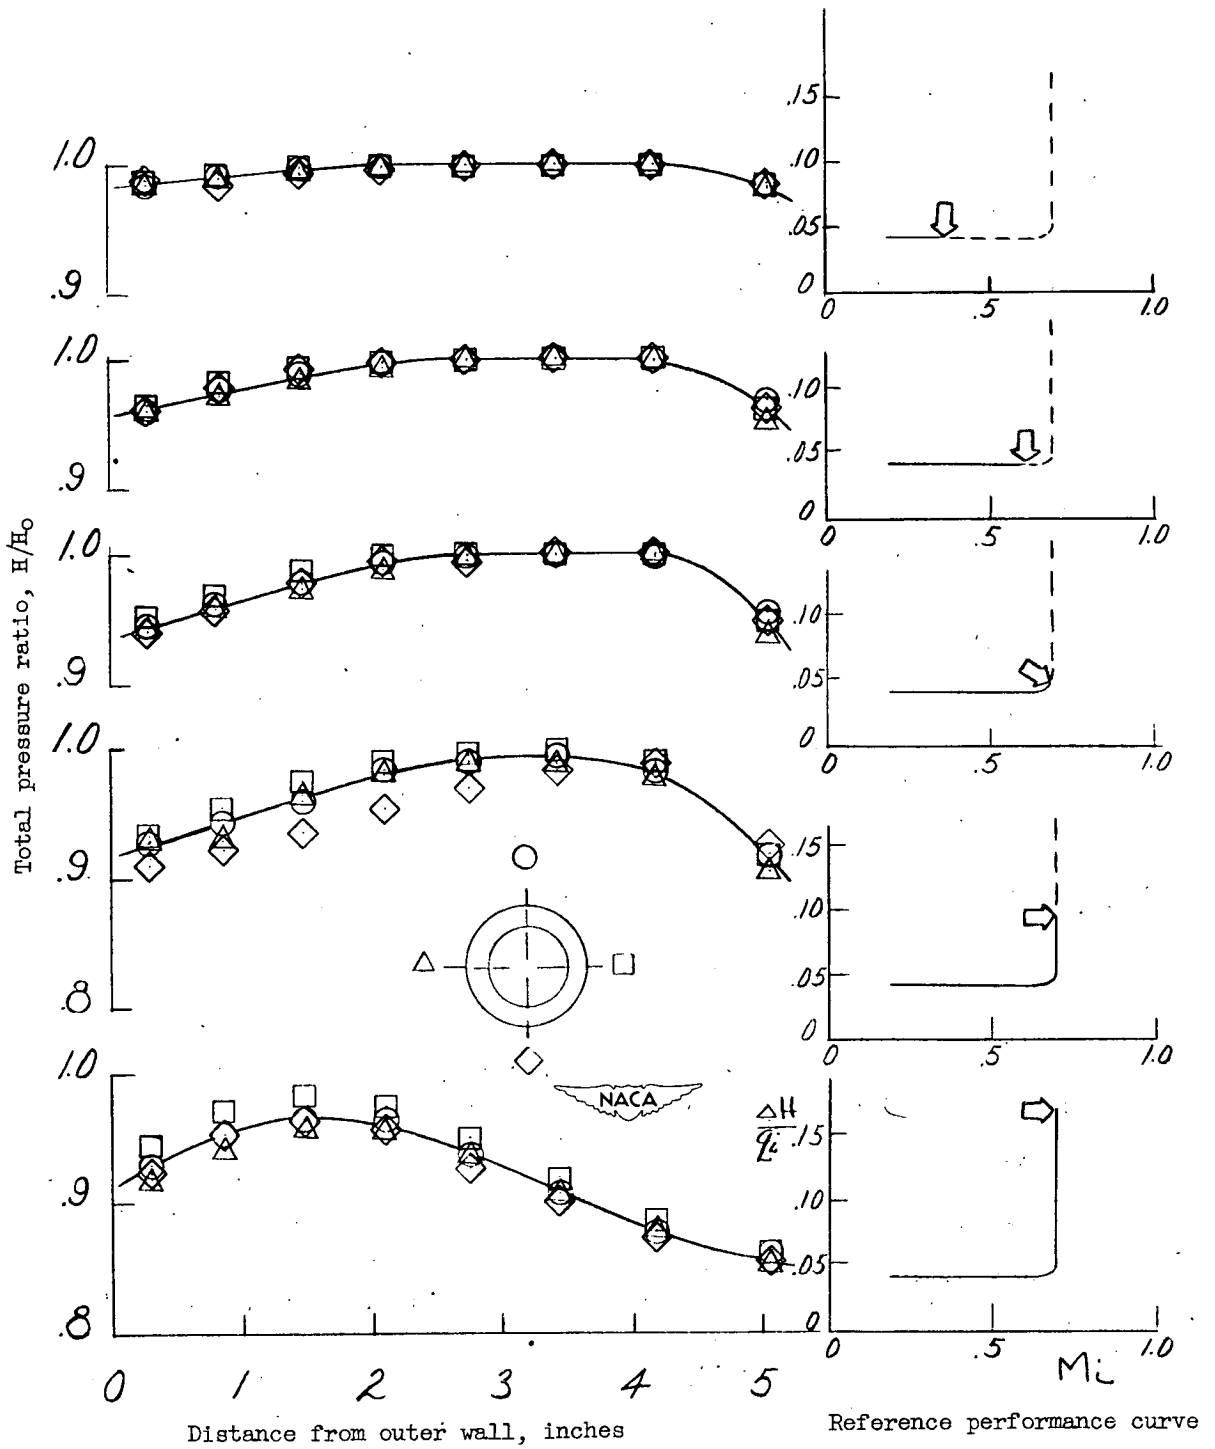 1.0
.9
.15
.10
.05
0
0 .5 1.0
1.0
.9
.10
.05
0
0 .5 1.0
1.0
.9
.10
.05
0
0 .5 1.0
1.0
.9
.8
.15
.10
.05
0
0 .5 1.0
NACA
1.0
.9
.8
ΔH
qi
.15
.10
.05
0
0 .5 1.0
Mi
0 1 2 3 4 5
Total pressure ratio, H/H₀
Distance from outer wall, inches
Reference performance curve